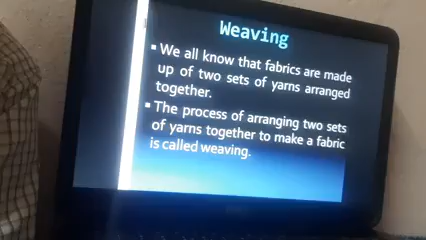 Weaving
▪ We all know that fabrics are made
up of two sets of yarns arranged
together.
▪ The process of arranging two sets
of yarns together to make a fabric
is called weaving.